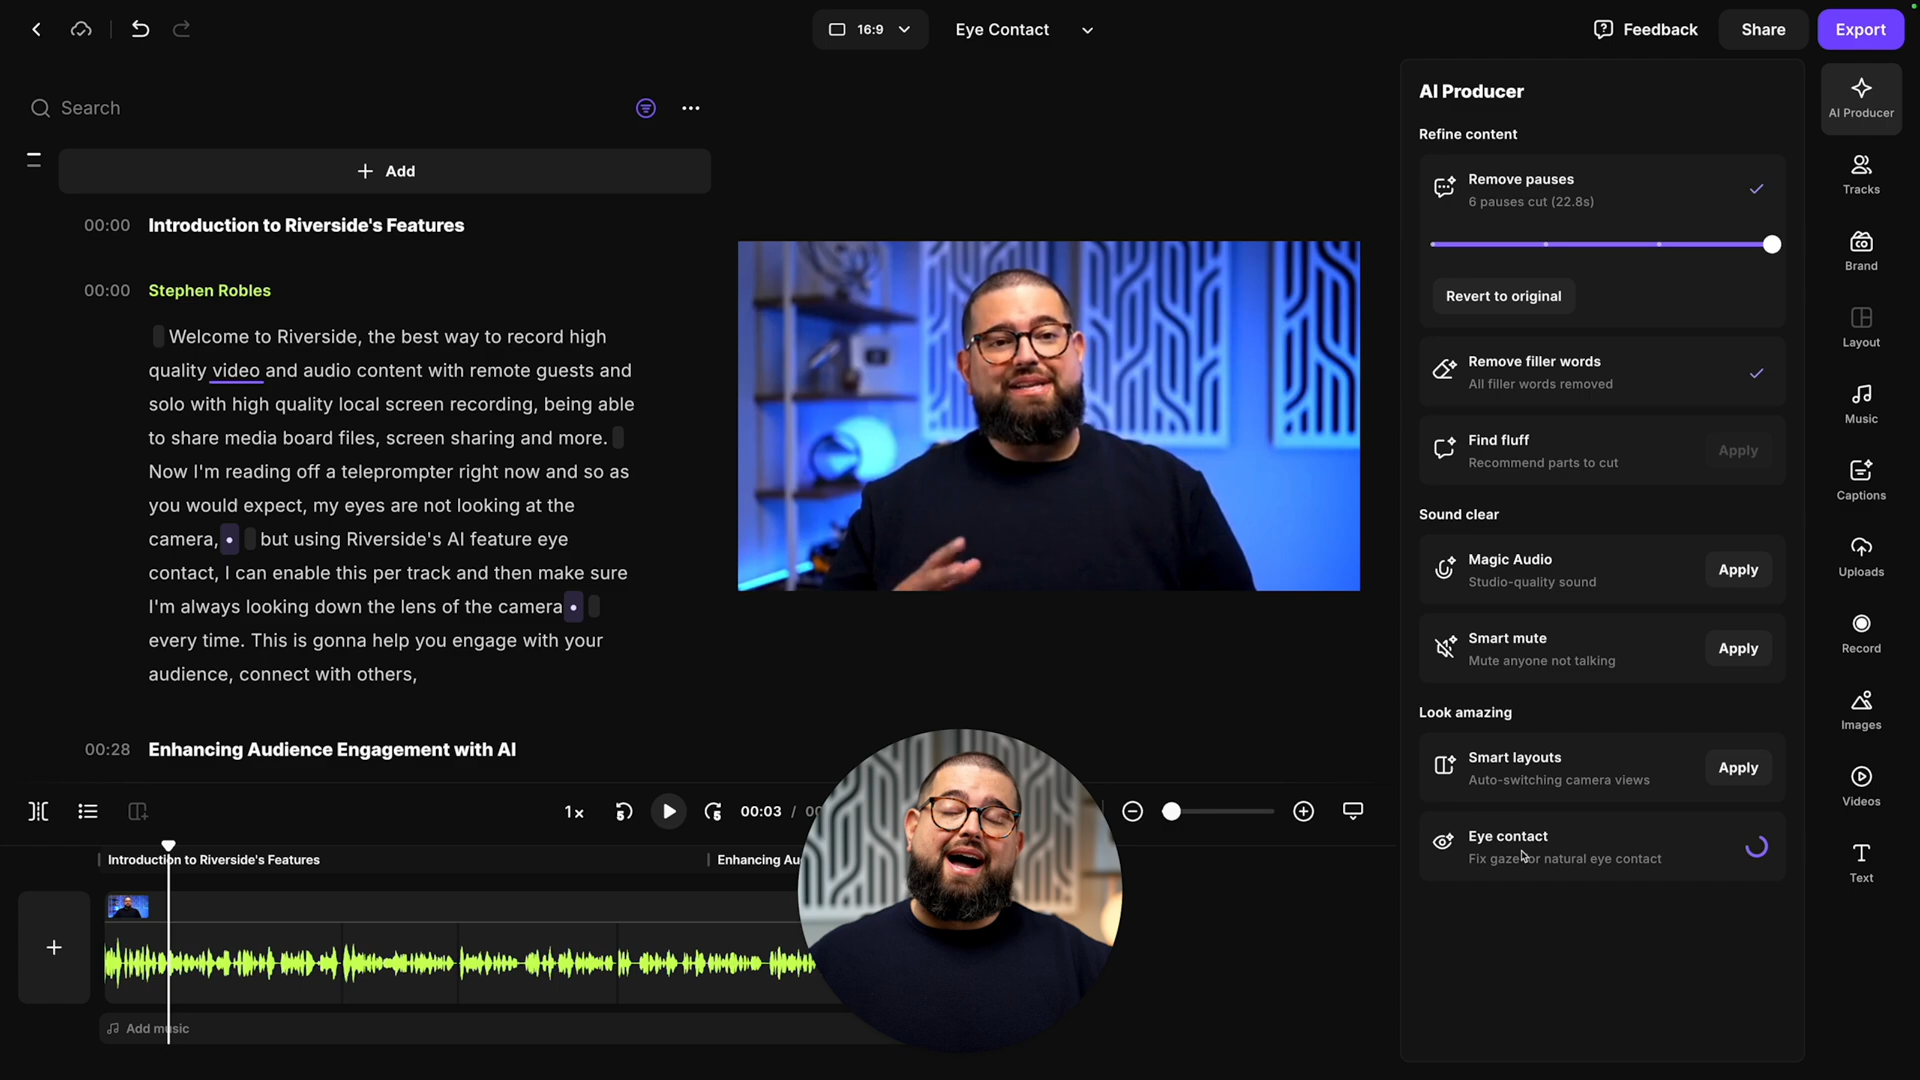 16:9
Eye Contact
Feedback
Share
Export
Search
Add
00:00 Introduction to Riverside's Features
00:00 Stephen Robles
Welcome to Riverside, the best way to record high
quality video and audio content with remote guests and
solo with high quality local screen recording, being able
to share media board files, screen sharing and more.
Now I'm reading off a teleprompter right now and so as
you would expect, my eyes are not looking at the
camera, but using Riverside's AI feature eye
contact, I can enable this per track and then make sure
I'm always looking down the lens of the camera
every time. This is gonna help you engage with your
audience, connect with others,
00:28 Enhancing Audience Engagement with AI
1x
5
5
00:03 /
Introduction to Riverside's Features
Enhancing
Add music
AI Producer
Refine content
Remove pauses
6 pauses cut (22.8s)
Revert to original
Remove filler words
All filler words removed
Find fluff
Recommend parts to cut
Apply
Sound clear
Magic Audio
Studio-quality sound
Apply
Smart mute
Mute anyone not talking
Apply
Look amazing
Smart layouts
Auto-switching camera views
Apply
Eye contact
Fix gaze for natural eye contact
AI Producer
Tracks
Brand
Layout
Music
Captions
Uploads
Record
Images
Videos
Text